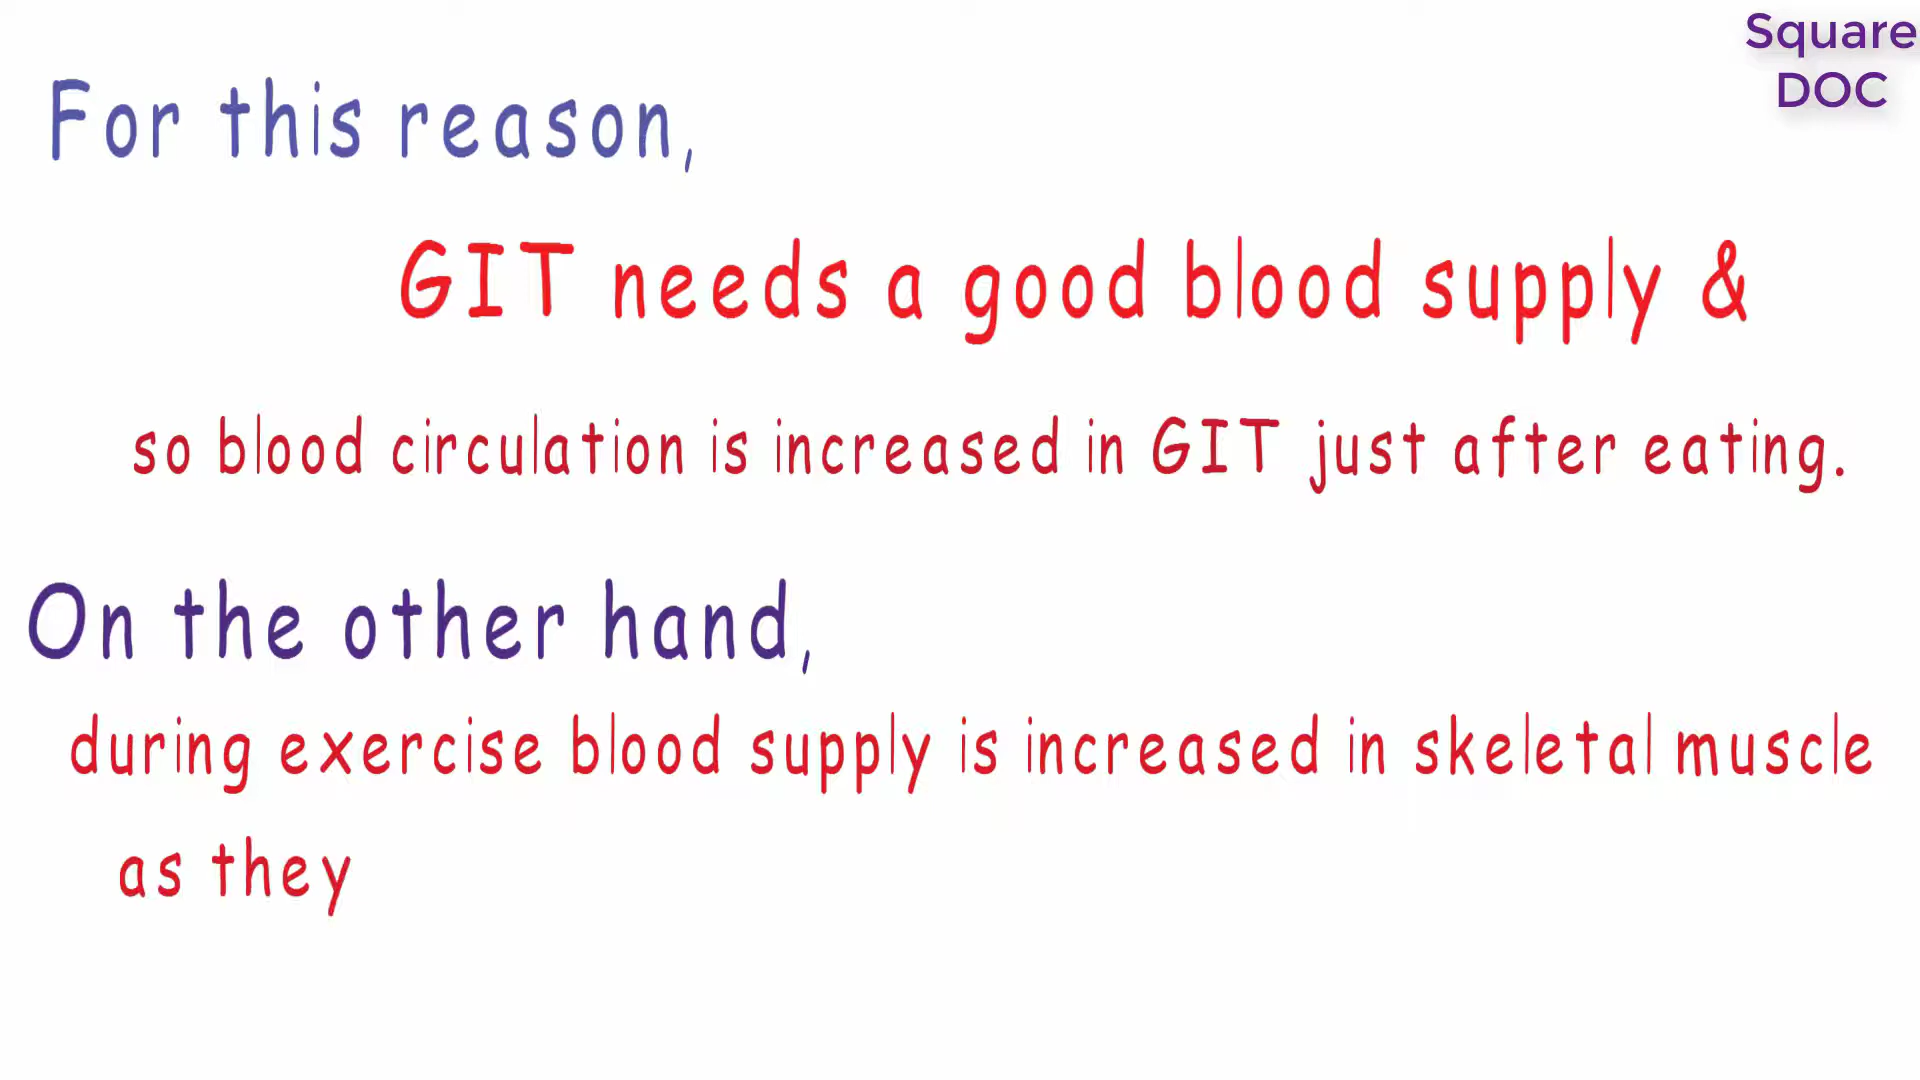 Square
DOC
For this reason,
GIT needs a good blood supply &
so blood circulation is increased in GIT just after eating.
On the other hand,
during exercise blood supply is increased in skeletal muscle
as they